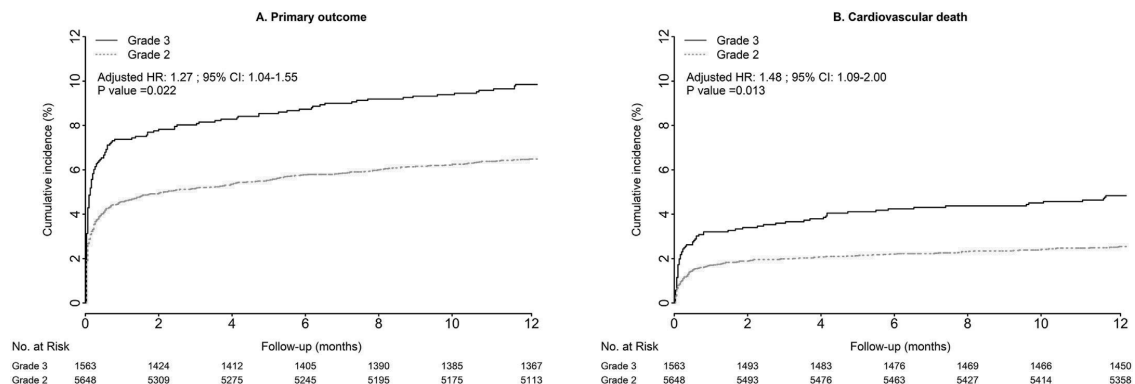 A. Primary outcome
12
10
8
6
4
2
0
Cumulative incidence (%)
Grade 3
Grade 2
Adjusted HR: 1.27 ; 95% CI: 1.04-1.55
P value =0.022
0 2 4 6 8 10 12
No. at Risk Follow-up (months)
Grade 3 1563 1424 1412 1405 1390 1385 1367
Grade 2 5648 5309 5275 5245 5195 5175 5113
B. Cardiovascular death
12
10
8
6
4
2
0
Cumulative incidence (%)
Grade 3
Grade 2
Adjusted HR: 1.48 ; 95% CI: 1.09-2.00
P value =0.013
0 2 4 6 8 10 12
No. at Risk Follow-up (months)
Grade 3 1563 1493 1483 1476 1469 1466 1450
Grade 2 5648 5493 5476 5463 5427 5414 5358